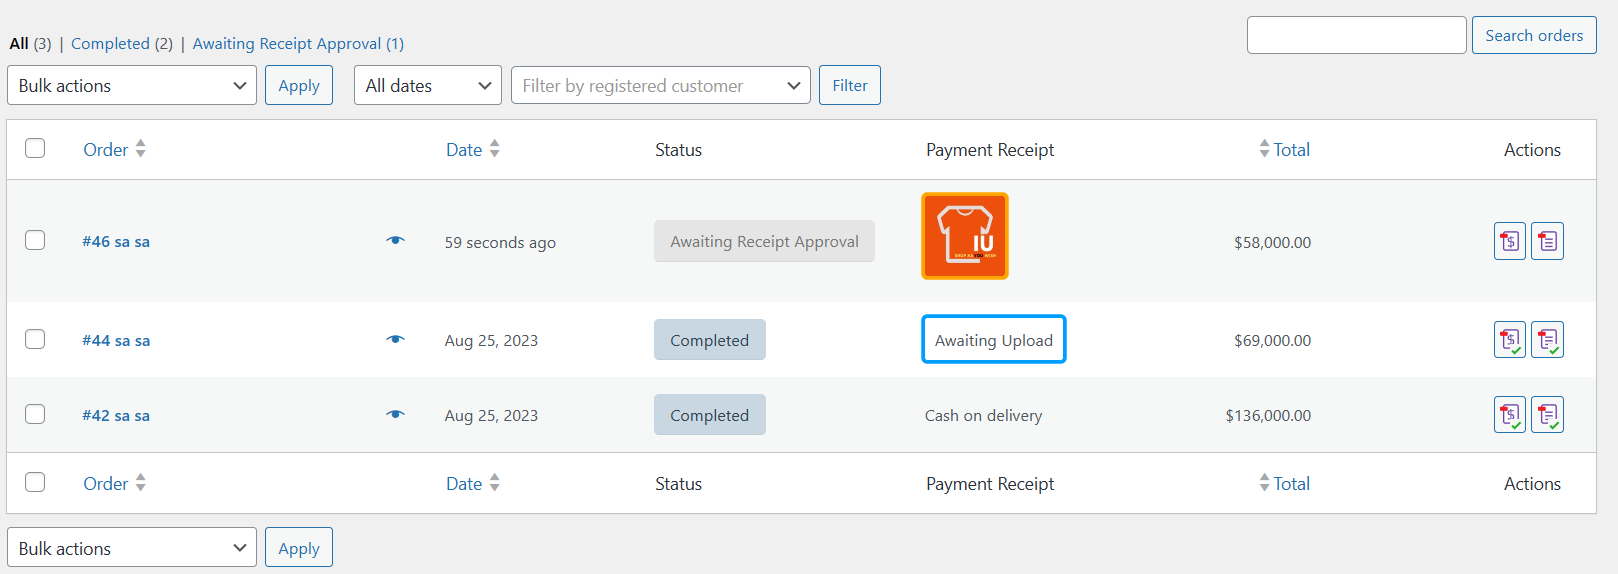 All (3) | Completed (2) | Awaiting Receipt Approval (1)
Search orders
Bulk actions Apply All dates Filter by registered customer Filter
Order Date Status Payment Receipt Total Actions
#46 sa sa 59 seconds ago Awaiting Receipt Approval IU SHOP AS YOU WISH $58,000.00
#44 sa sa Aug 25, 2023 Completed Awaiting Upload $69,000.00
#42 sa sa Aug 25, 2023 Completed Cash on delivery $136,000.00
Order Date Status Payment Receipt Total Actions
Bulk actions Apply